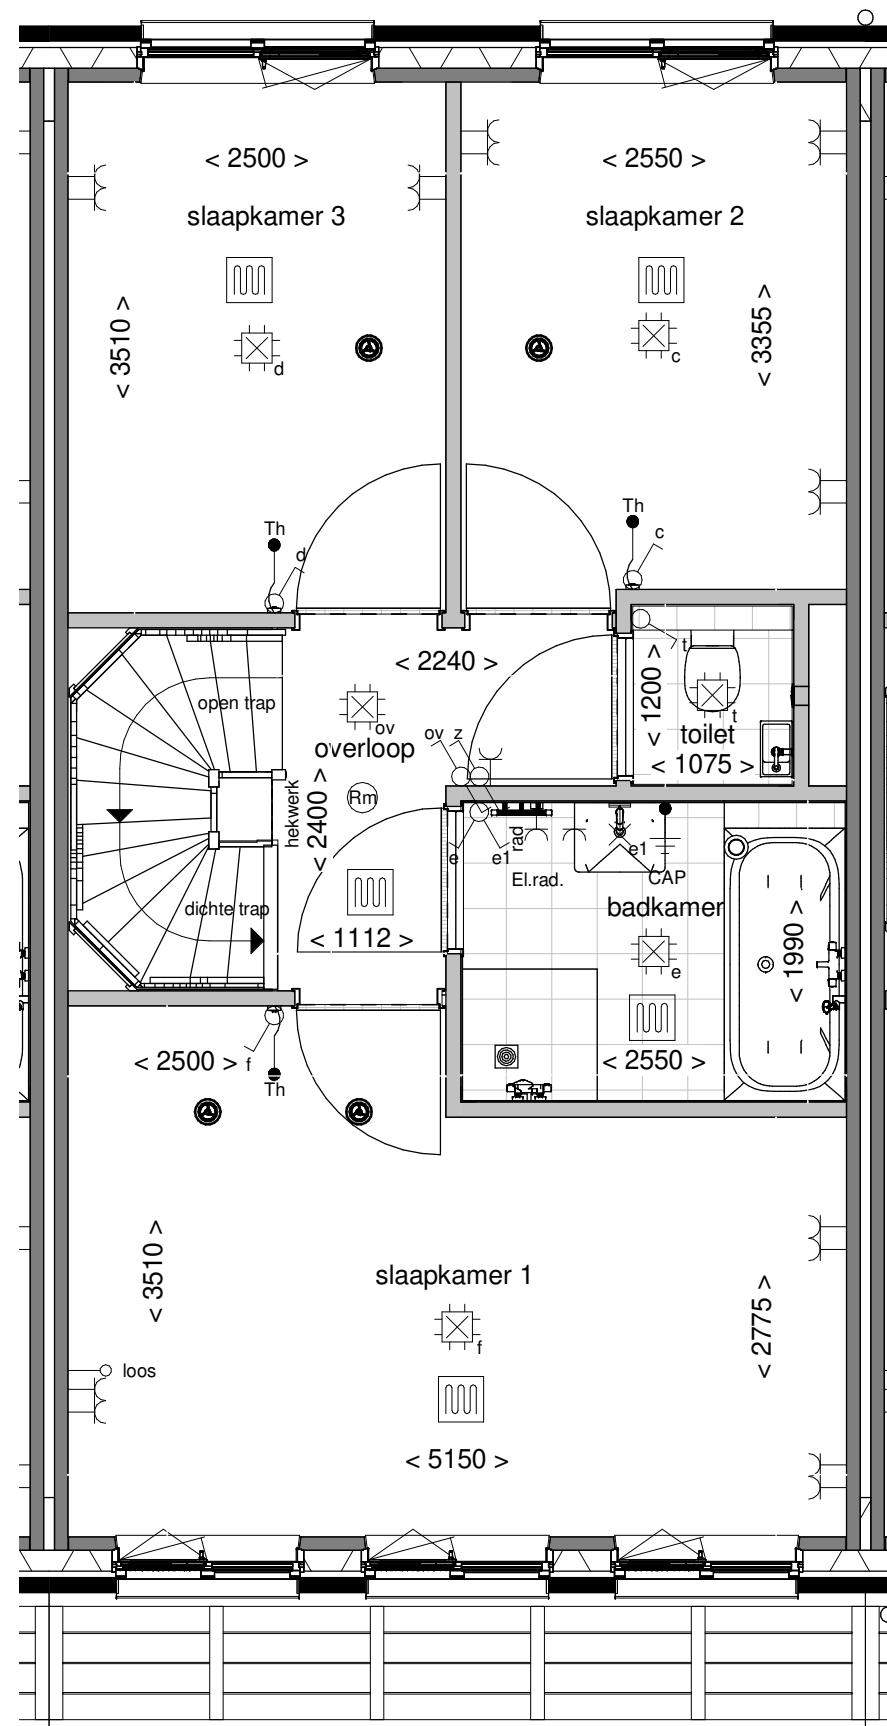 < 2500 >
< 2550 >
slaapkamer 3
slaapkamer 2
< 3510 >
< 3355 >
d
c
Th
d
Th
c
t
< 2240 >
< 1200 >
open trap
ov
overloop
ov z
t
toilet
< 1075 >
hekwerk
< 2400 >
Rm
e
e1
rad
e1
El.rad.
CAP
dichte trap
badkamer
< 1112 >
< 1990 >
e
< 2500 >
f
Th
< 2550 >
< 3510 >
slaapkamer 1
< 2775 >
f
loos
< 5150 >